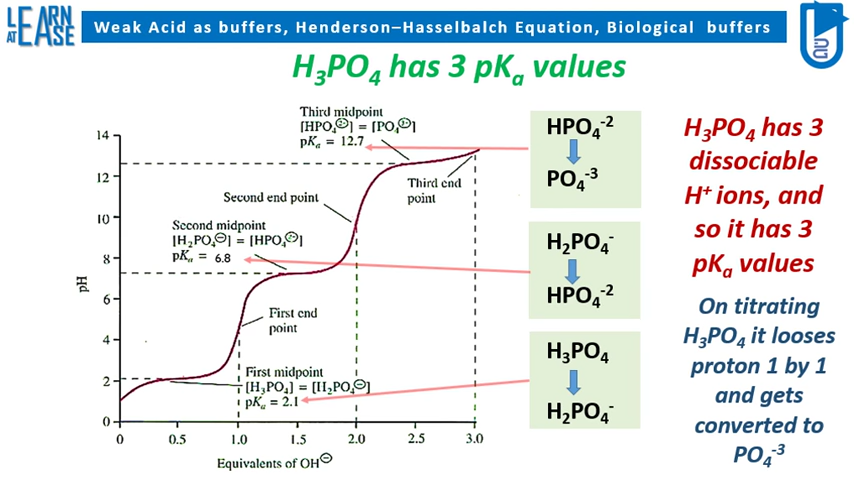 LEARN
AT EASE
Weak Acid as buffers, Henderson–Hasselbalch Equation, Biological buffers
H₃PO₄ has 3 pKₐ values
Third midpoint
[HPO₄²⁻] = [PO₄³⁻]
pKₐ = 12.7
Second end point
Third end
point
Second midpoint
[H₂PO₄⊖] = [HPO₄²⁻]
pKₐ = 6.8
First end
point
First midpoint
[H₃PO₄] = [H₂PO₄⊖]
pKₐ = 2.1
pH
14
12
10
8
6
4
2
0
0
0.5
1.0
1.5
2.0
2.5
3.0
Equivalents of OH⊖
HPO₄⁻²
PO₄⁻³
H₂PO₄⁻
HPO₄⁻²
H₃PO₄
H₂PO₄⁻
H₃PO₄ has 3
dissociable
H⁺ ions, and
so it has 3
pKₐ values
On titrating
H₃PO₄ it looses
proton 1 by 1
and gets
converted to
PO₄⁻³